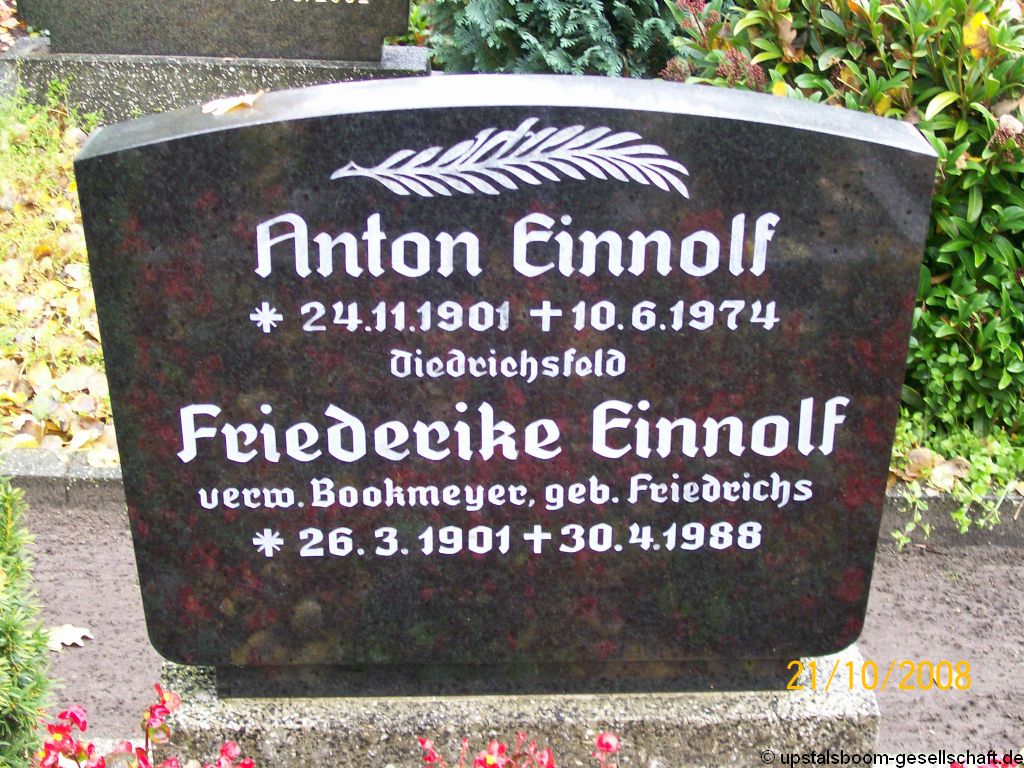 Anton Einnolf
* 24.11.1901 + 10.6.1974
Diedrichsfeld
Friederike Einnolf
verw. Bookmeyer, geb. Friedrichs
* 26.3.1901 + 30.4.1988
21/10/2008
© upstalsboom-gesellschaft.de